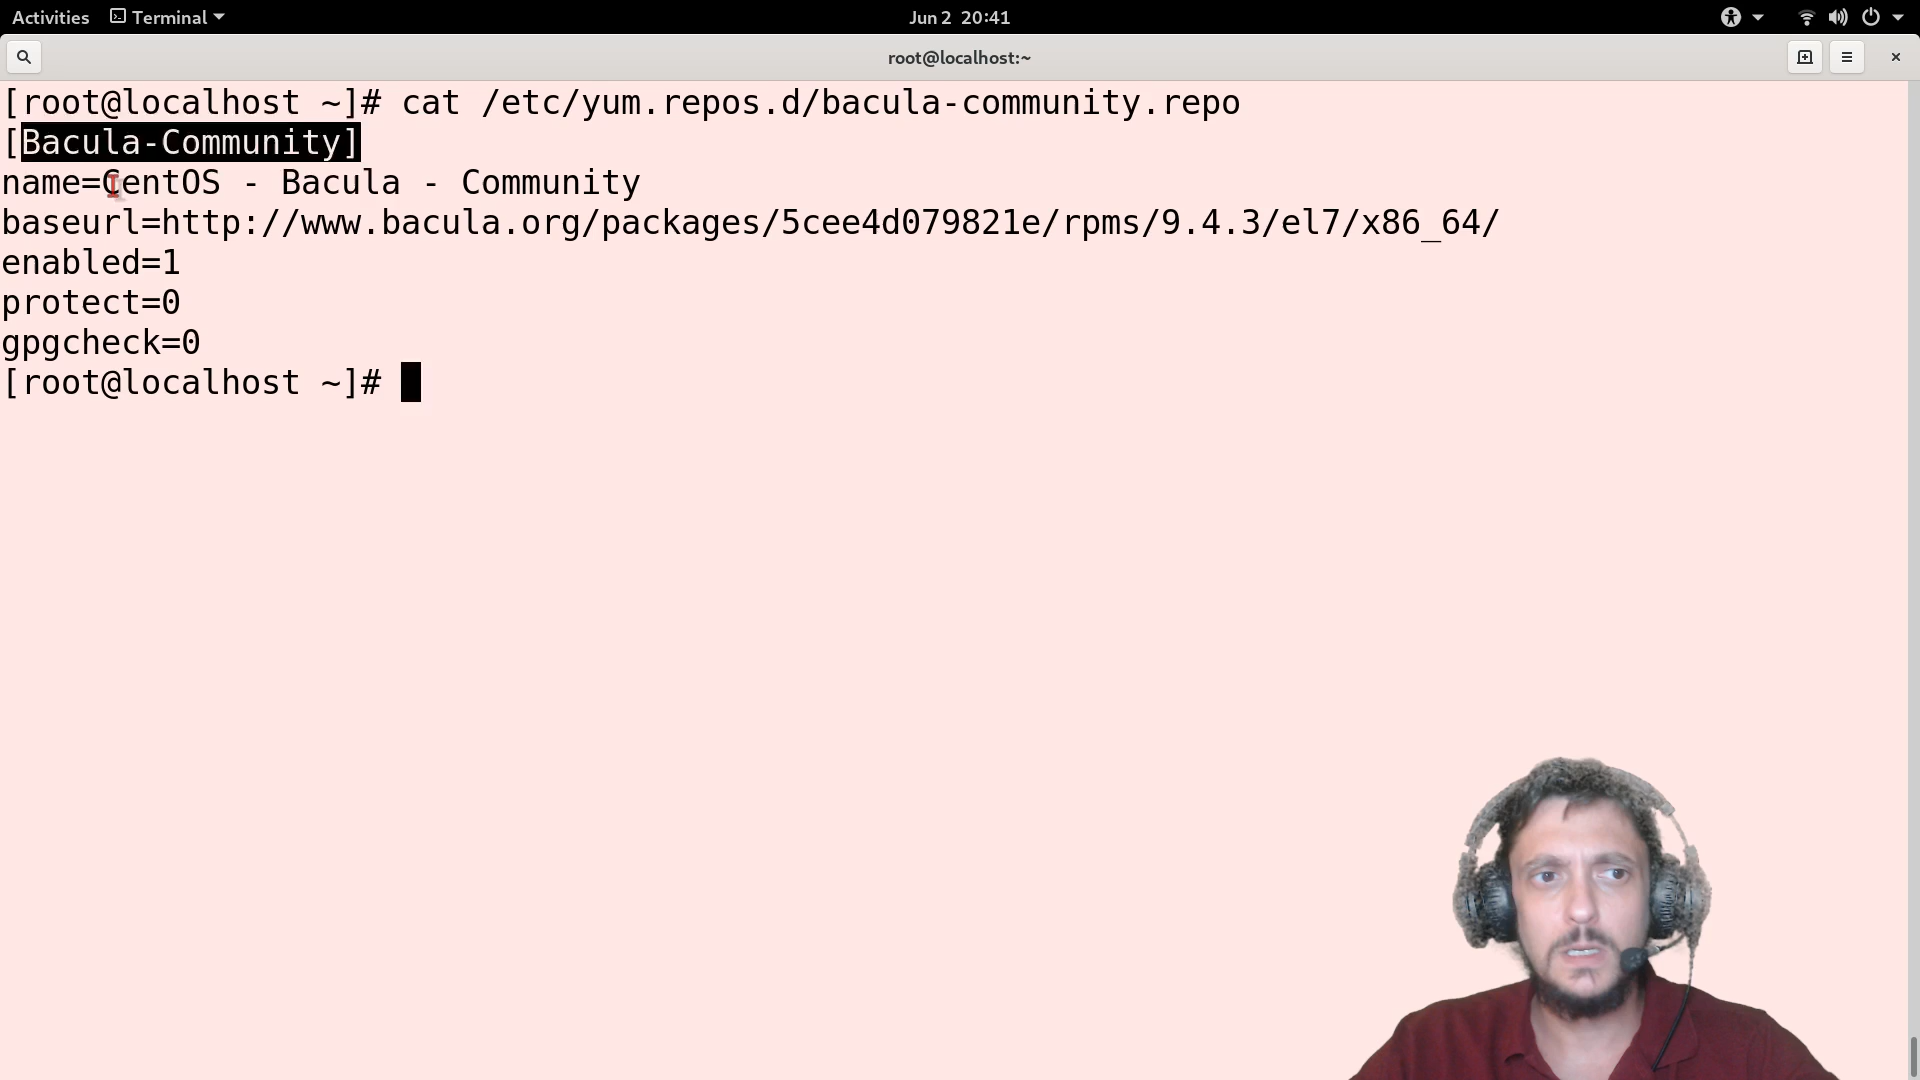 Activities Terminal Jun 2 20:41
root@localhost:~
[root@localhost ~]# cat /etc/yum.repos.d/bacula-community.repo
[Bacula-Community]
name=CentOS - Bacula - Community
baseurl=http://www.bacula.org/packages/5cee4d079821e/rpms/9.4.3/el7/x86_64/
enabled=1
protect=0
gpgcheck=0
[root@localhost ~]#